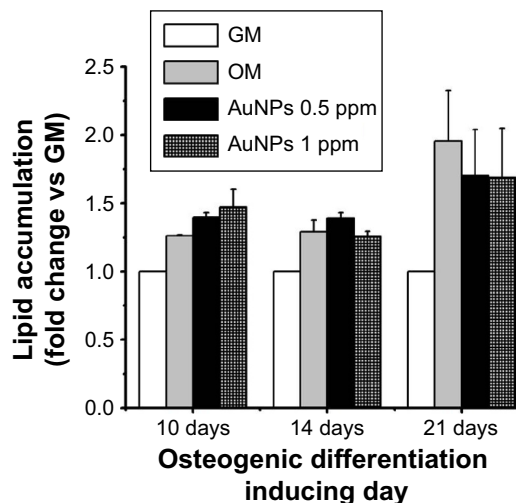 GM
OM
AuNPs 0.5 ppm
AuNPs 1 ppm
Lipid accumulation
(fold change vs GM)
2.5
2.0
1.5
1.0
0.5
0.0
10 days 14 days 21 days
Osteogenic differentiation
inducing day